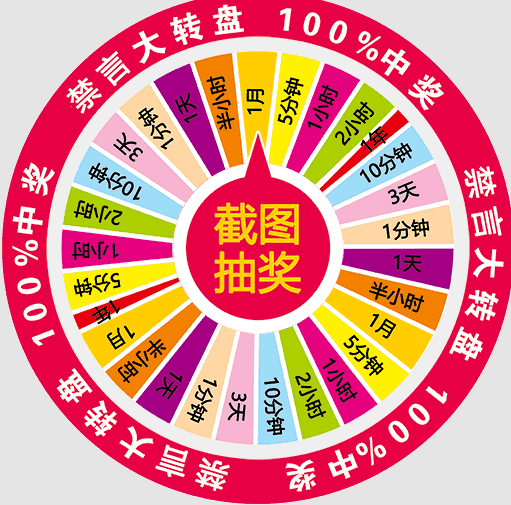 禁言大转盘
100%中奖
禁言大转盘
100%中奖
禁言大转盘
100%中奖
1月
5分钟
1小时
2小时
1年
10分钟
3天
1分钟
1天
半小时
1月
5分钟
1小时
2小时
10分钟
3天
1分钟
1天
半小时
1月
1年
5分钟
1小时
2小时
10分钟
3天
1分钟
1天
半小时
截图
抽奖